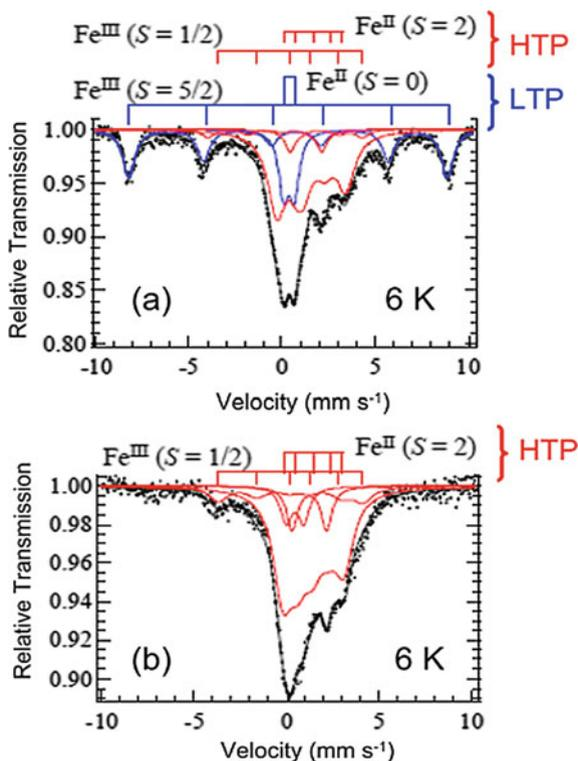 Fe^II (S = 2)
Fe^III (S = 1/2)
HTP
Fe^III (S = 5/2)
Fe^II (S = 0)
LTP
Relative Transmission
1.00
0.95
0.90
0.85
0.80
(a)
6 K
-10 -5 0 5 10
Velocity (mm s⁻¹)
Fe^III (S = 1/2)
Fe^II (S = 2)
HTP
Relative Transmission
1.00
0.98
0.96
0.94
0.92
0.90
(b)
6 K
-10 -5 0 5 10
Velocity (mm s⁻¹)